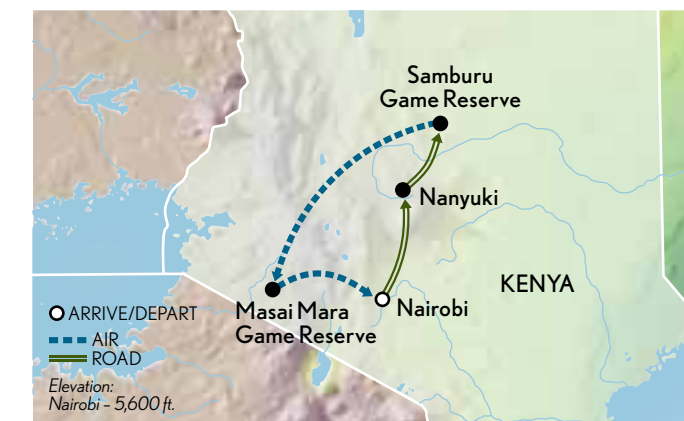 Samburu
Game Reserve
Nanyuki
KENYA
Nairobi
Masai Mara
Game Reserve
ARRIVE/DEPART
AIR
ROAD
Elevation:
Nairobi – 5,600 ft.